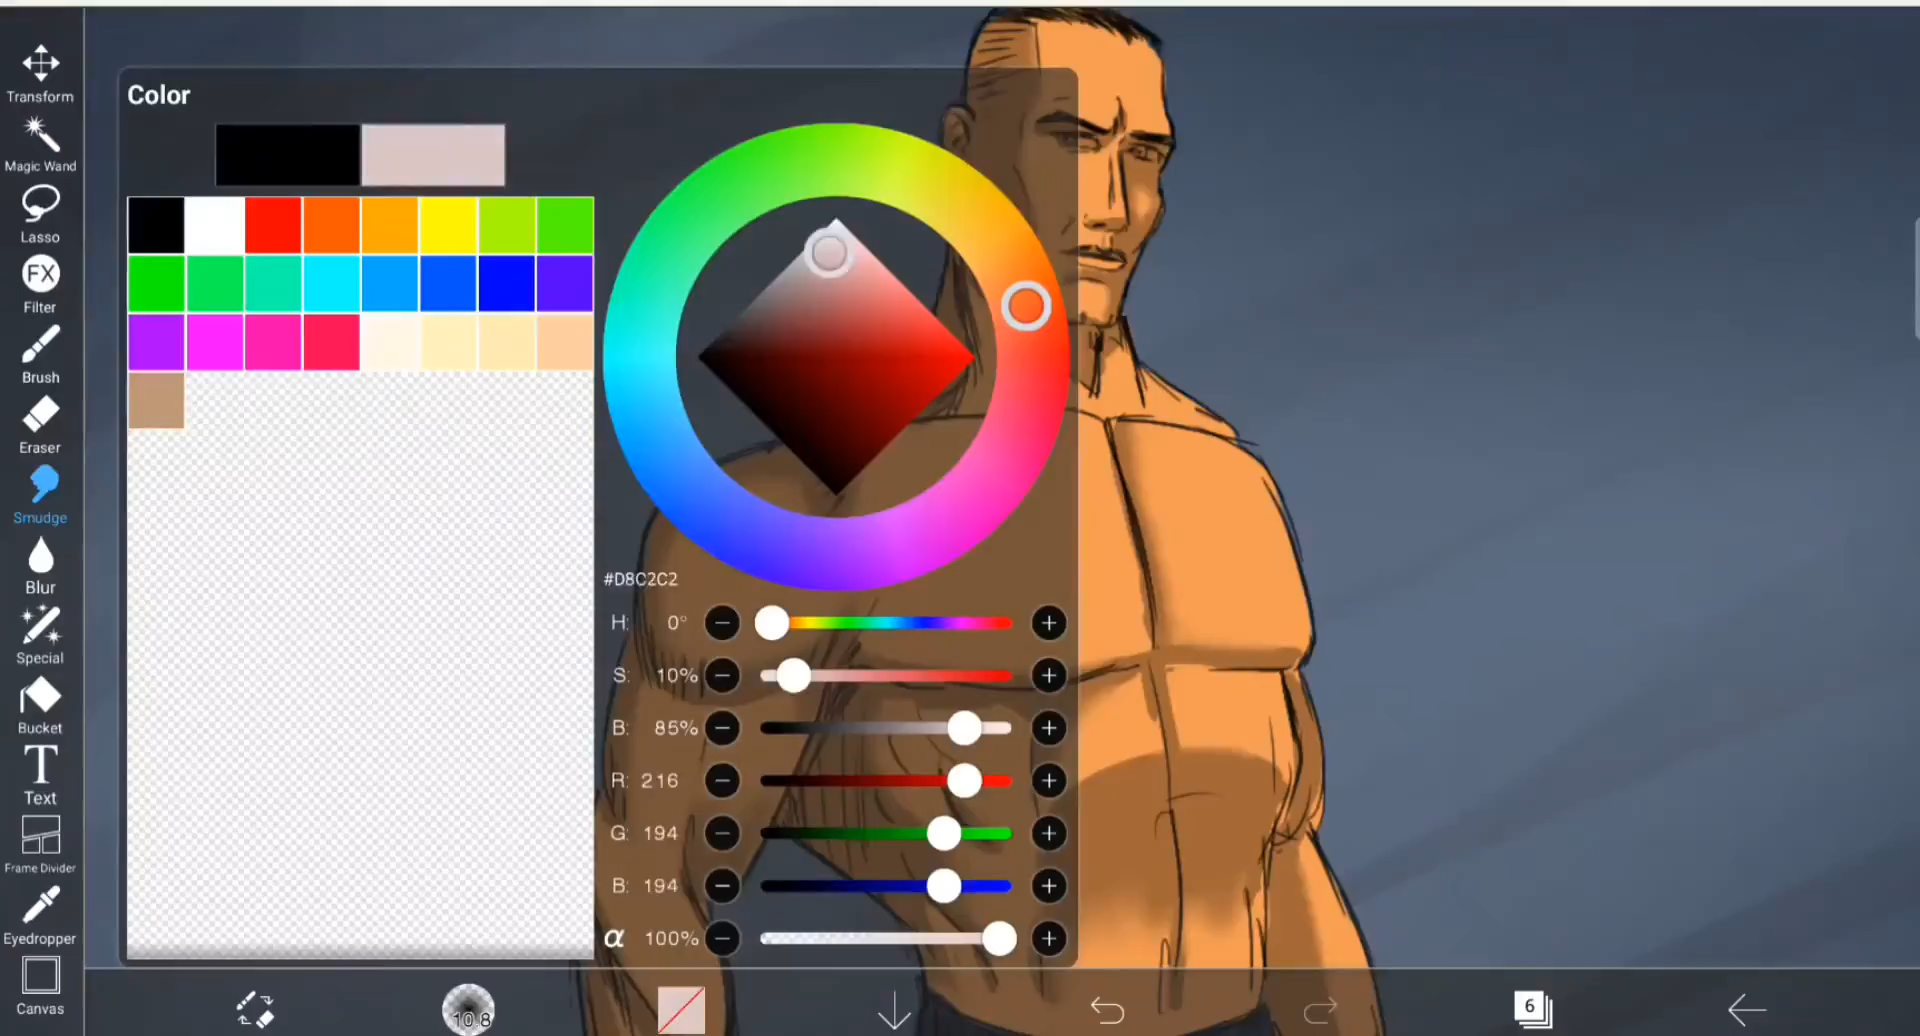 Transform
Magic Wand
Lasso
FX
Filter
Brush
Eraser
Smudge
Blur
Special
Bucket
T
Text
Frame Divider
Eyedropper
Canvas
Color
#D8C2C2
H: 0° − +
S: 10% − +
B: 85% − +
R: 216 − +
G: 194 − +
B: 194 − +
α 100% − +
10.8
6